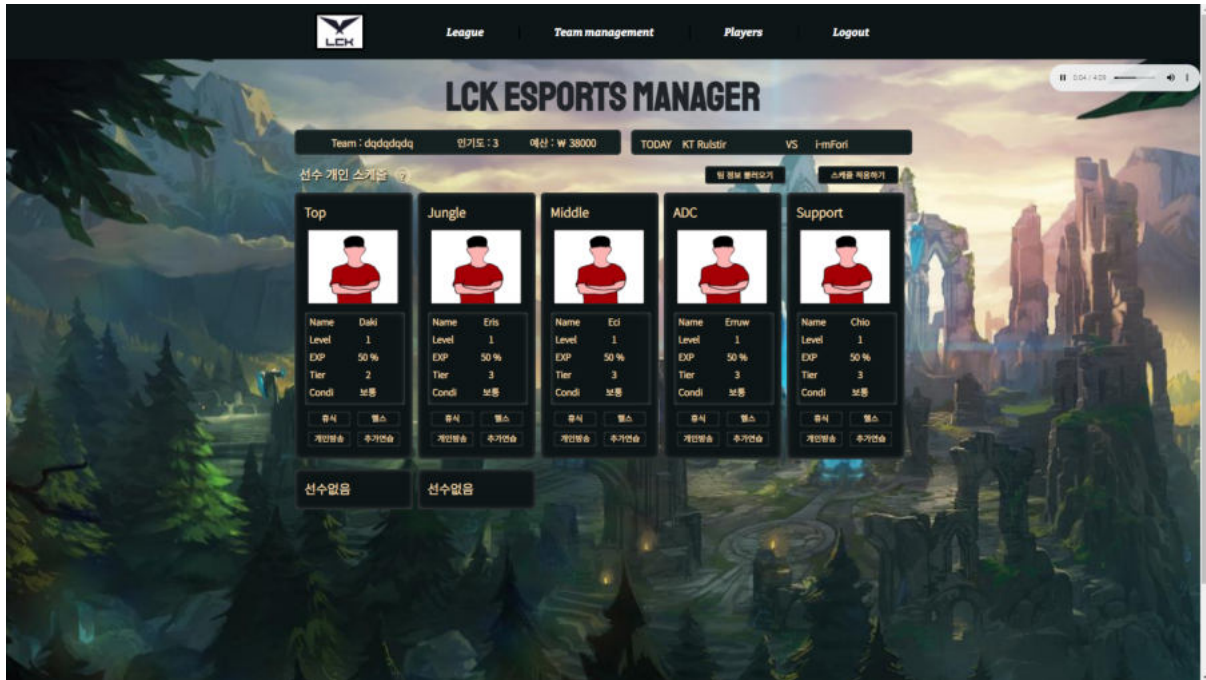 LCK
League Team management Players Logout
0:04 / 4:09
LCK ESPORTS MANAGER
Team : dqdqdqdq 인기도 : 3 예산 : ₩ 38000 TODAY KT Rulstir VS i-mFori
선수 개인 스케줄 ? 팀 정보 불러오기 스케줄 적용하기
Top Jungle Middle ADC Support
Name Daki Name Eris Name Eci Name Erruw Name Chio
Level 1 Level 1 Level 1 Level 1 Level 1
EXP 50 % EXP 50 % EXP 50 % EXP 50 % EXP 50 %
Tier 2 Tier 3 Tier 3 Tier 3 Tier 3
Condi 보통 Condi 보통 Condi 보통 Condi 보통 Condi 보통
휴식 헬스 휴식 헬스 휴식 헬스 휴식 헬스 휴식 헬스
개인방송 추가연습 개인방송 추가연습 개인방송 추가연습 개인방송 추가연습 개인방송 추가연습
선수없음 선수없음